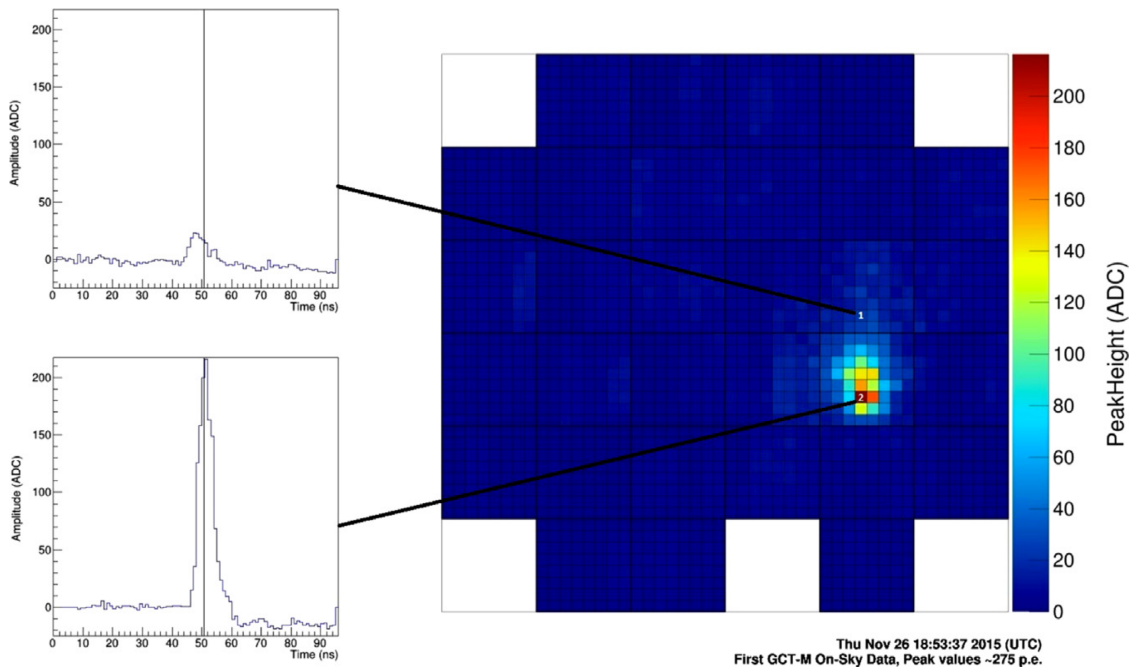 200
150
100
50
0
Amplitude (ADC)
0 10 20 30 40 50 60 70 80 90
Time (ns)
200
150
100
50
0
Amplitude (ADC)
0 10 20 30 40 50 60 70 80 90
Time (ns)
1
2
200
180
160
140
120
100
80
60
40
20
0
PeakHeight (ADC)
Thu Nov 26 18:53:37 2015 (UTC)
First GCT-M On-Sky Data, Peak values ~275 p.e.